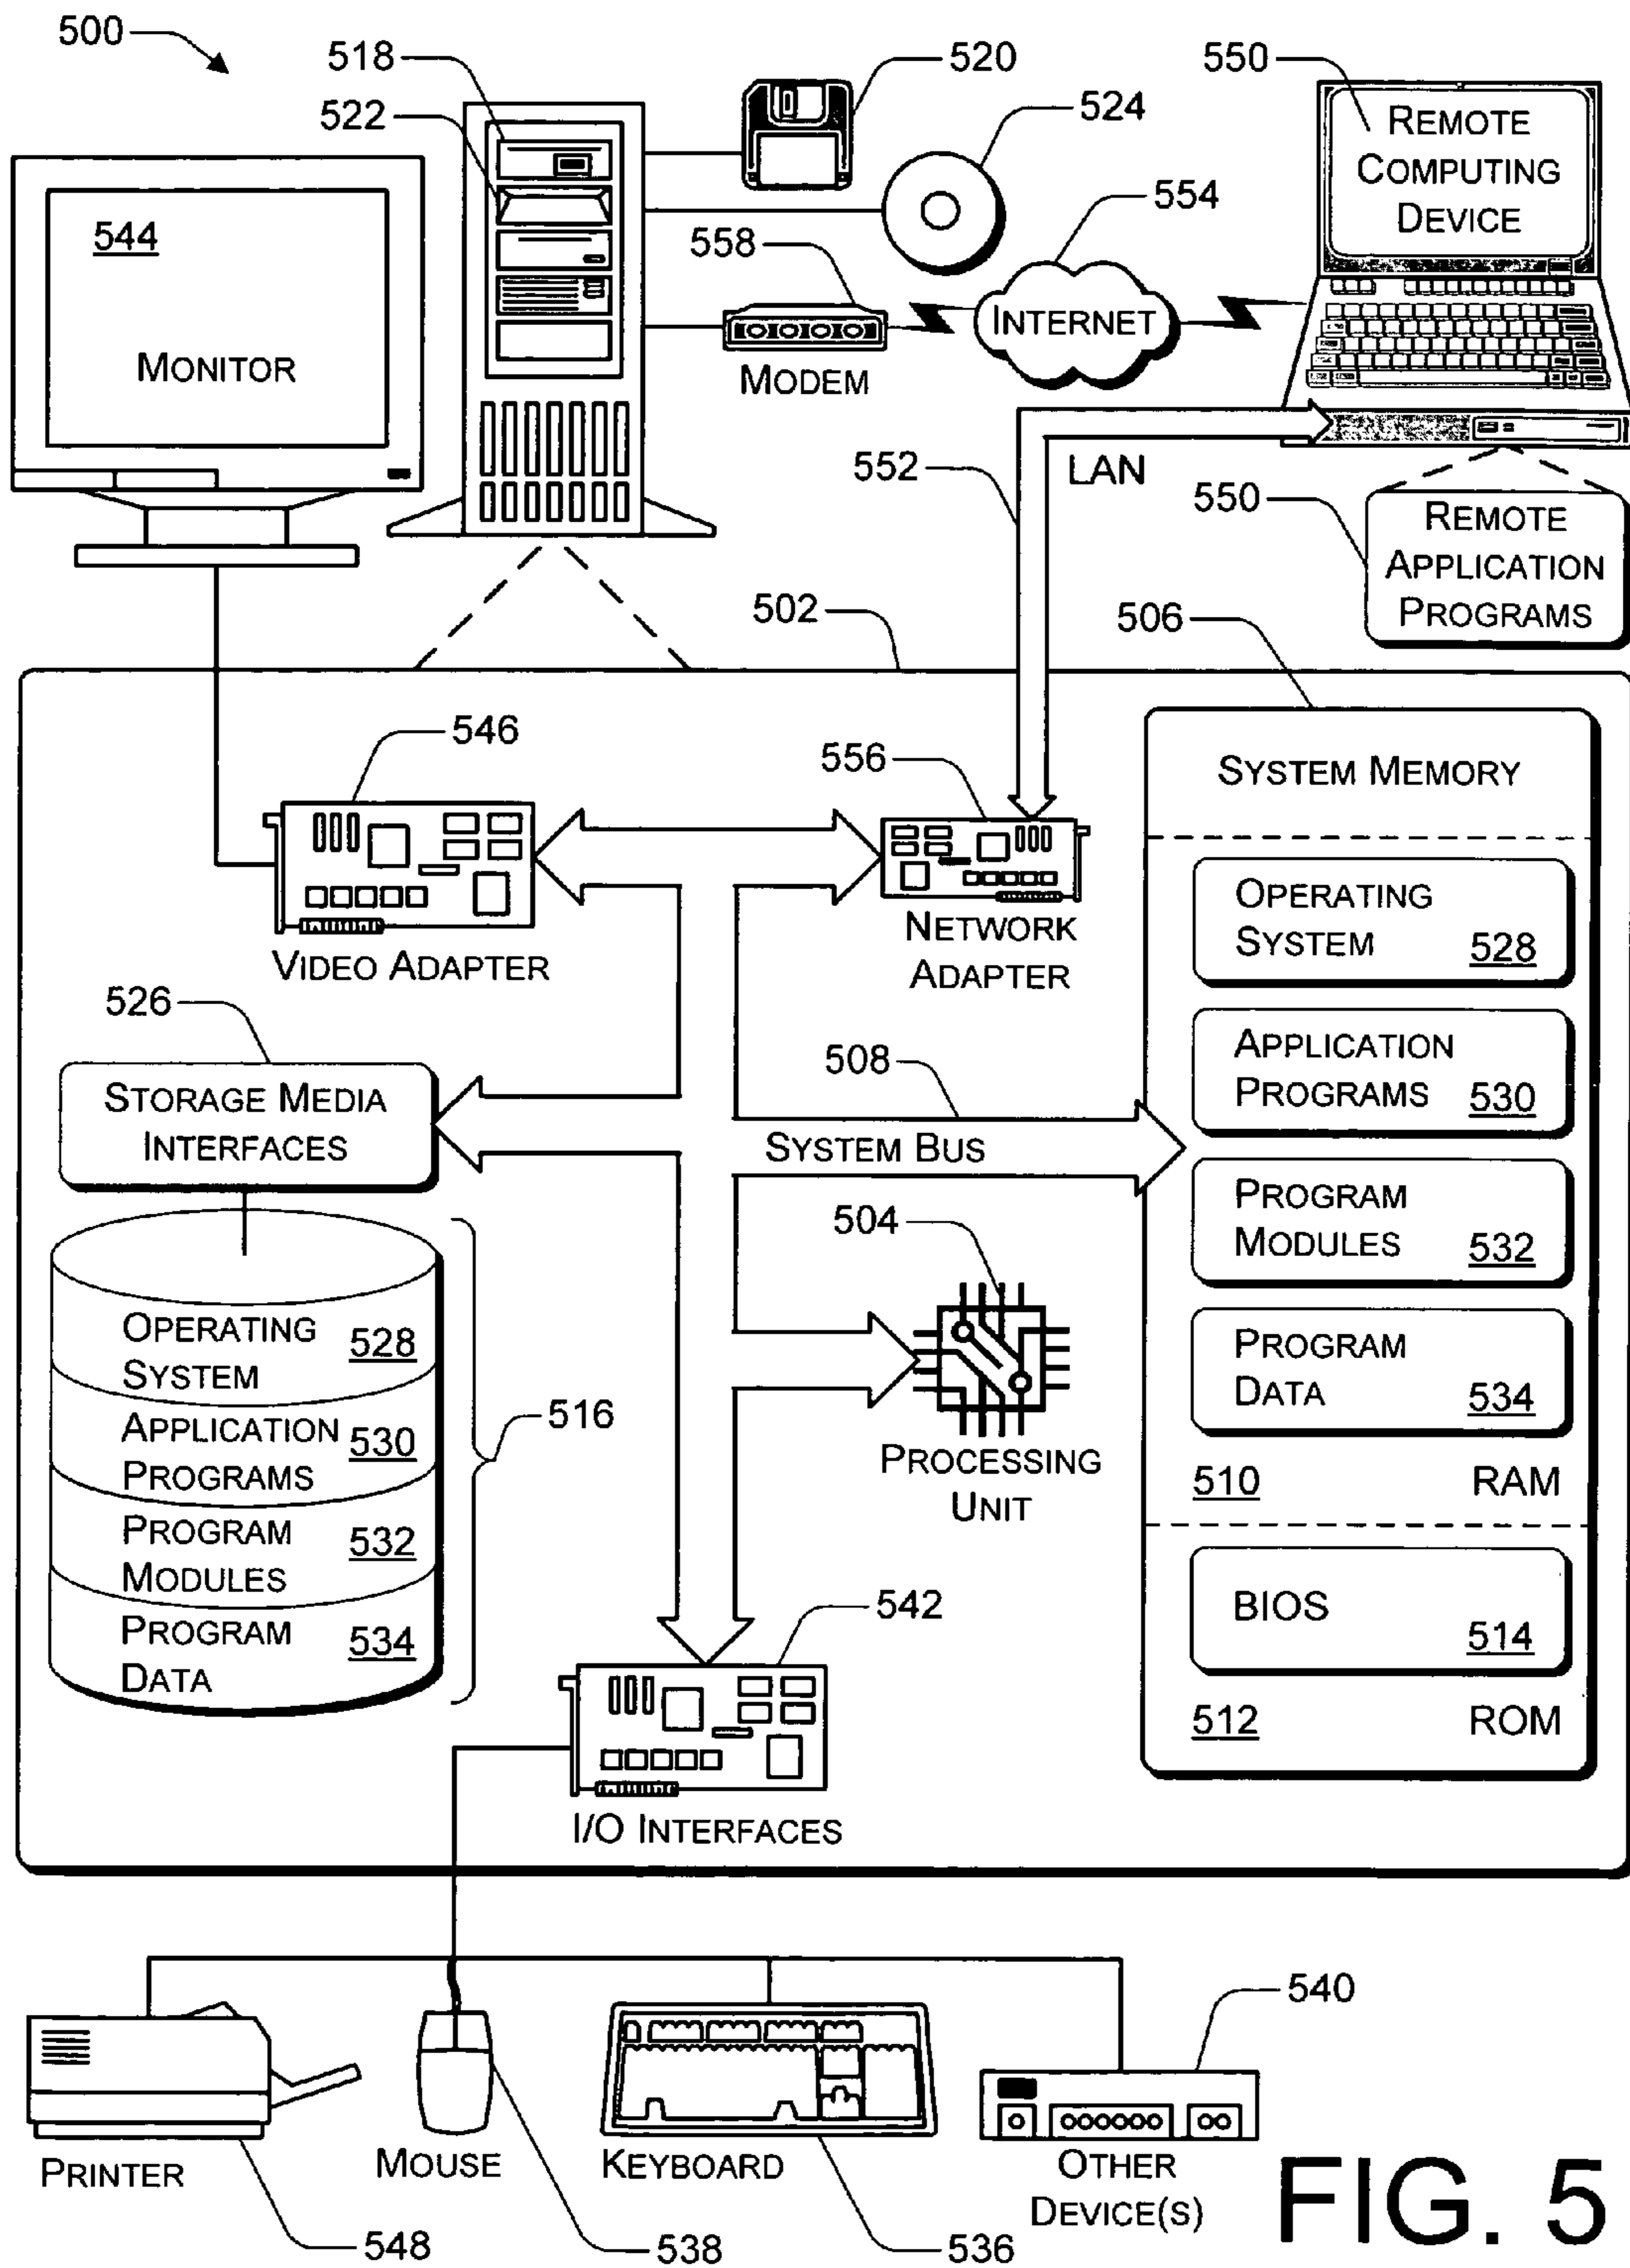 500
518
520
550
522
524
REMOTE
COMPUTING
DEVICE
544
558
554
INTERNET
MONITOR
MODEM
552
LAN
550
REMOTE
APPLICATION
PROGRAMS
502
506
546
556
SYSTEM MEMORY
VIDEO ADAPTER
NETWORK
ADAPTER
OPERATING
SYSTEM 528
526
508
APPLICATION
PROGRAMS 530
STORAGE MEDIA
INTERFACES
SYSTEM BUS
504
PROGRAM
MODULES 532
OPERATING
SYSTEM 528
APPLICATION
PROGRAMS 530
PROGRAM
MODULES 532
PROGRAM
DATA 534
516
PROCESSING
UNIT
PROGRAM
DATA 534
510 RAM
BIOS 514
512 ROM
542
I/O INTERFACES
540
PRINTER
MOUSE
KEYBOARD
OTHER
DEVICE(S)
548
538
536
FIG. 5